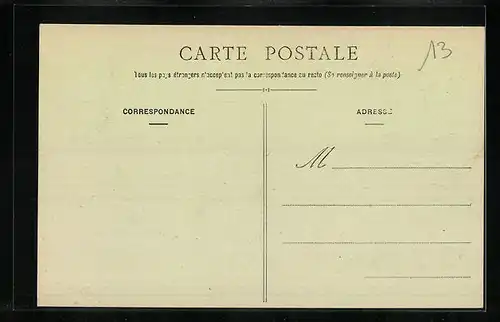 CARTE POSTALE
13
Tous les pays étrangers n'acceptent pas la correspondance au recto (Se renseigner à la poste)
CORRESPONDANCE
ADRESSE
M